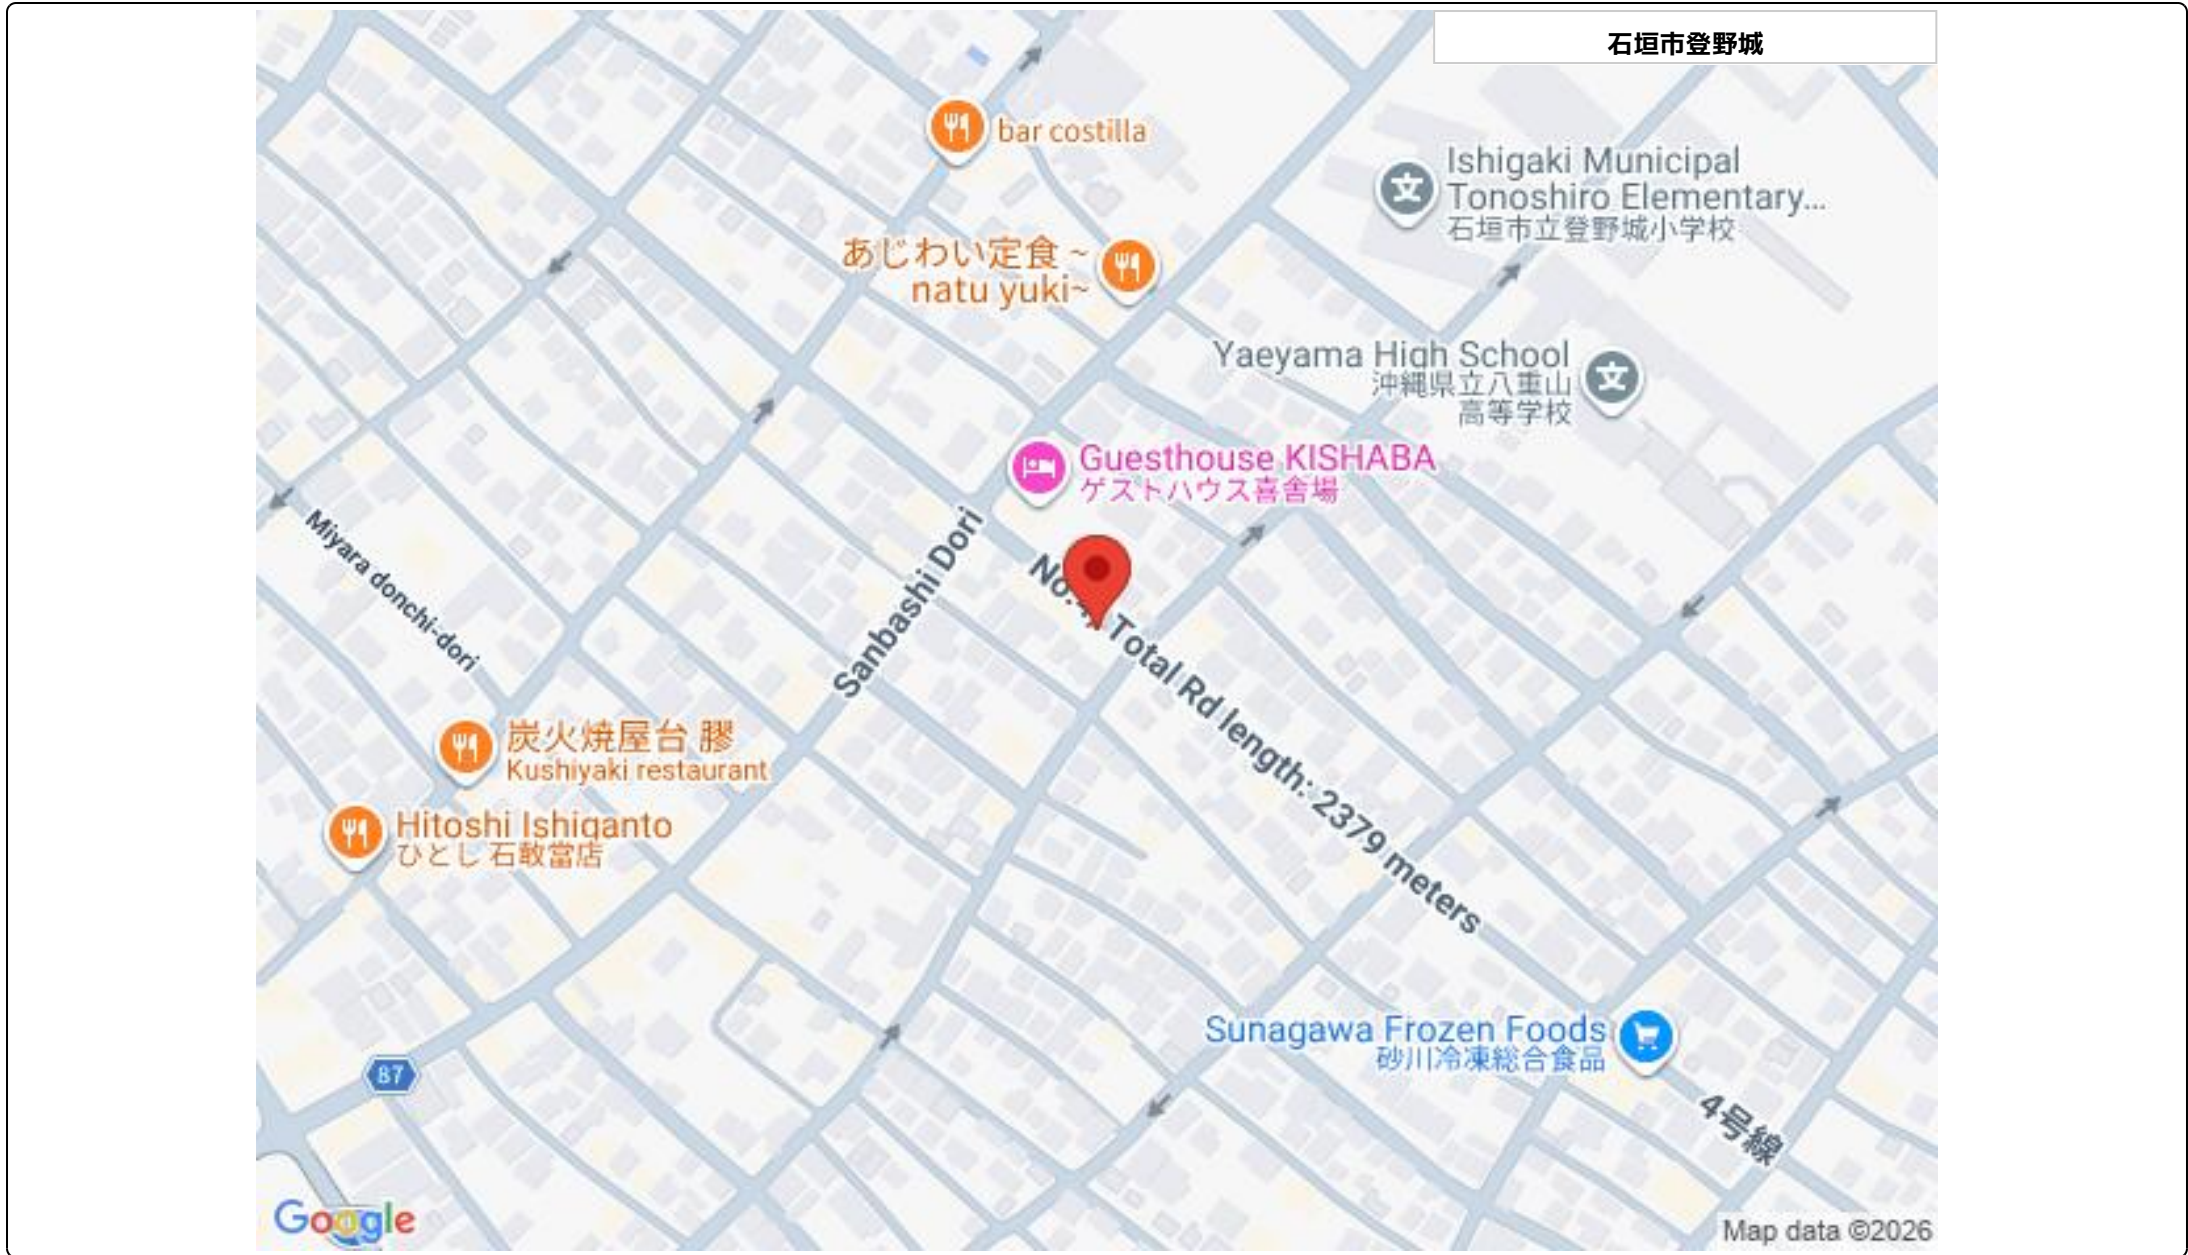 石垣市登野城
bar costilla
Ishigaki Municipal
Tonoshiro Elementary...
石垣市立登野城小学校
あじわい定食 ~
natu yuki~
Yaeyama High School
沖縄県立八重山
高等学校
Guesthouse KISHABA
ゲストハウス喜舎場
Miyara donchi-dori
Sanbashi Dori
Total Rd length: 2379 meters
炭火焼屋台 膠
Kushiyaki restaurant
Hitoshi Ishiganto
ひとし 石敢當店
Sunagawa Frozen Foods
砂川冷凍総合食品
87
4号線
Google
Map data ©2026